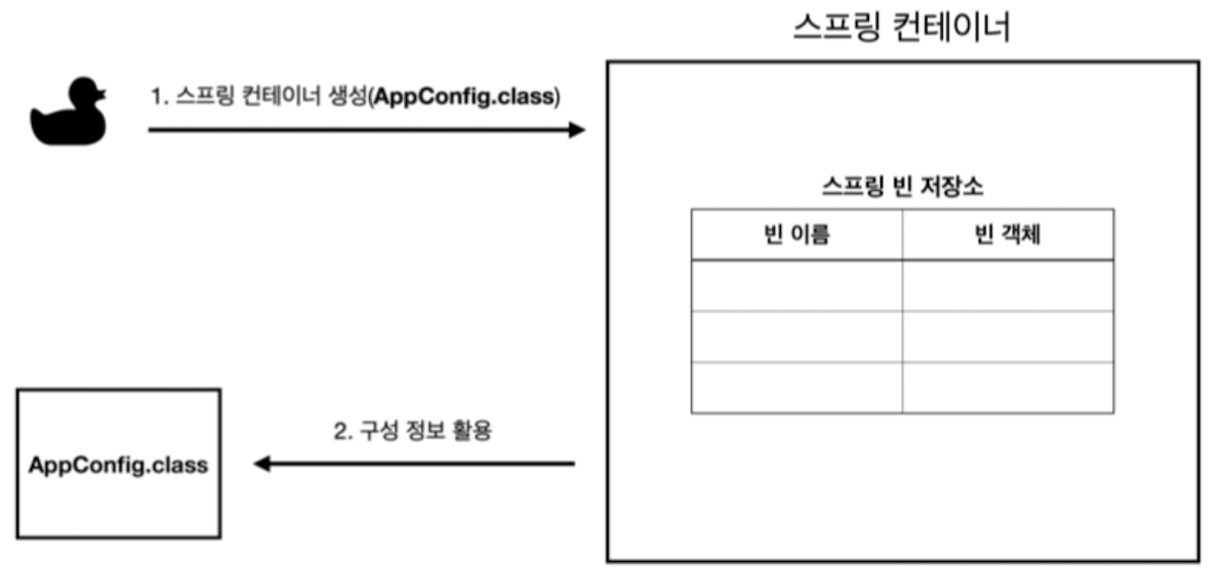 스프링 컨테이너
1. 스프링 컨테이너 생성(AppConfig.class)
스프링 빈 저장소
빈 이름 빈 객체
2. 구성 정보 활용
AppConfig.class